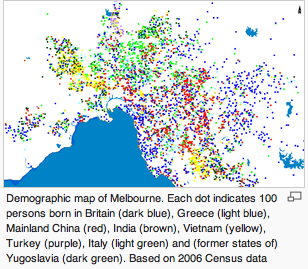 Demographic map of Melbourne. Each dot indicates 100
persons born in Britain (dark blue), Greece (light blue),
Mainland China (red), India (brown), Vietnam (yellow),
Turkey (purple), Italy (light green) and (former states of)
Yugoslavia (dark green). Based on 2006 Census data